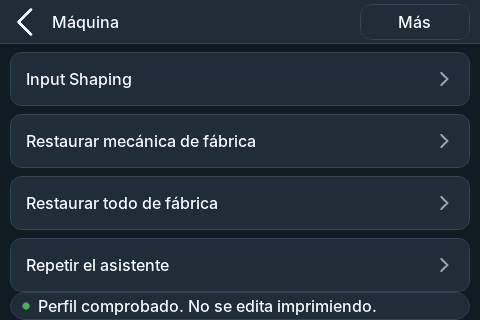 Máquina
Más
Input Shaping
Restaurar mecánica de fábrica
Restaurar todo de fábrica
Repetir el asistente
Perfil comprobado. No se edita imprimiendo.